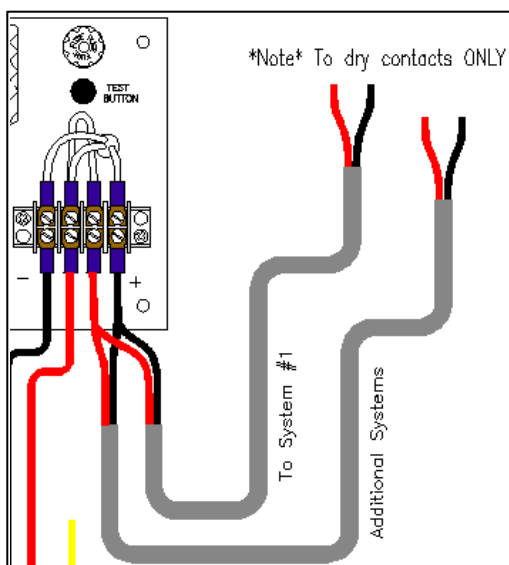 *Note* To dry contacts ONLY
TEST
BUTTON
− +
To System #1
Additional Systems